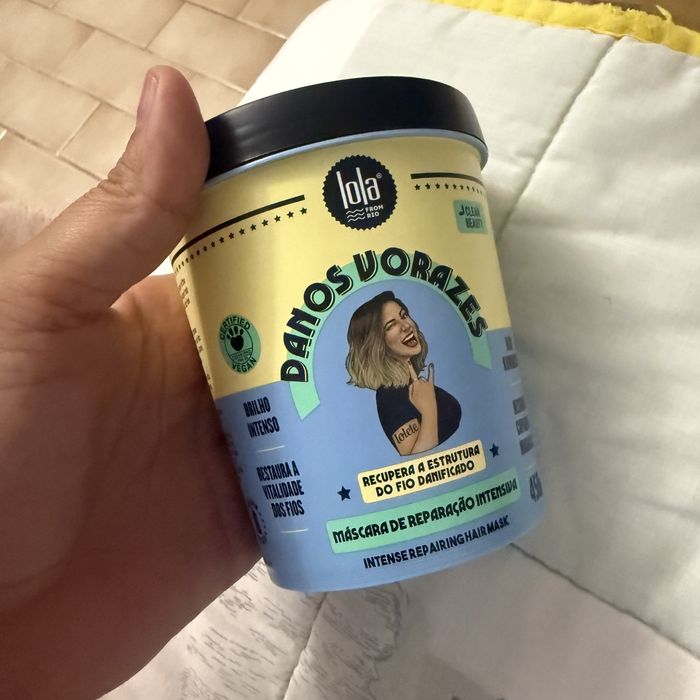 lola®
FROM
RIO
CLEAN
BEAUTY
DANOS VORAZES
CERTIFIED
VEGAN
BRILHO
INTENSO
RESTAURA A
VITALIDADE
DOS FIOS
lolete
RECUPERA A ESTRUTURA
DO FIO DANIFICADO
MÁSCARA DE REPARAÇÃO INTENSIVA
INTENSE REPAIRING HAIR MASK